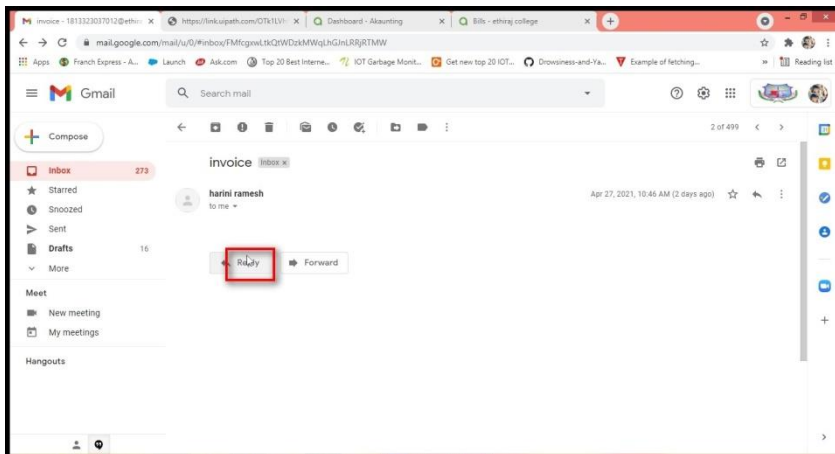 invoice - 1813323037012@ethir
https://link.uipath.com/OTk1LVl
Dashboard - Akaunting
Bills - ethiraj college
mail.google.com/mail/u/0/#inbox/FMfcgxwLtkQtWDzkMWqLhGJnLRRjRTMW
Apps
Franch Express - A...
Launch
Ask.com
Top 20 Best Interne...
IOT Garbage Monit...
Get new top 20 IOT...
Drowsiness-and-Ya...
Example of fetching...
Reading list
Gmail
Search mail
Compose
2 of 499
Inbox 273
Starred
Snoozed
Sent
Drafts 16
More
Meet
New meeting
My meetings
Hangouts
invoice Inbox x
harini ramesh Apr 27, 2021, 10:46 AM (2 days ago)
to me
Reply Forward